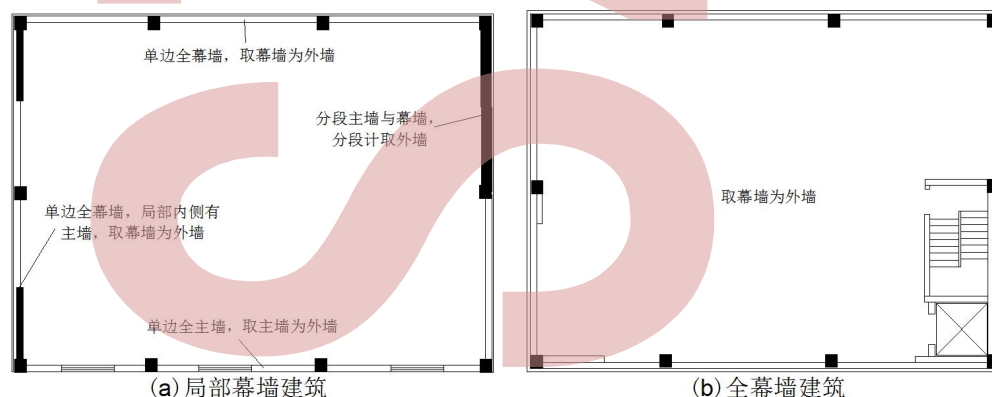 单边全幕墙，取幕墙为外墙
分段主墙与幕墙，
分段计取外墙
单边全幕墙，局部内侧有
主墙，取幕墙为外墙
单边全主墙，取主墙为外墙
(a)局部幕墙建筑
取幕墙为外墙
(b)全幕墙建筑